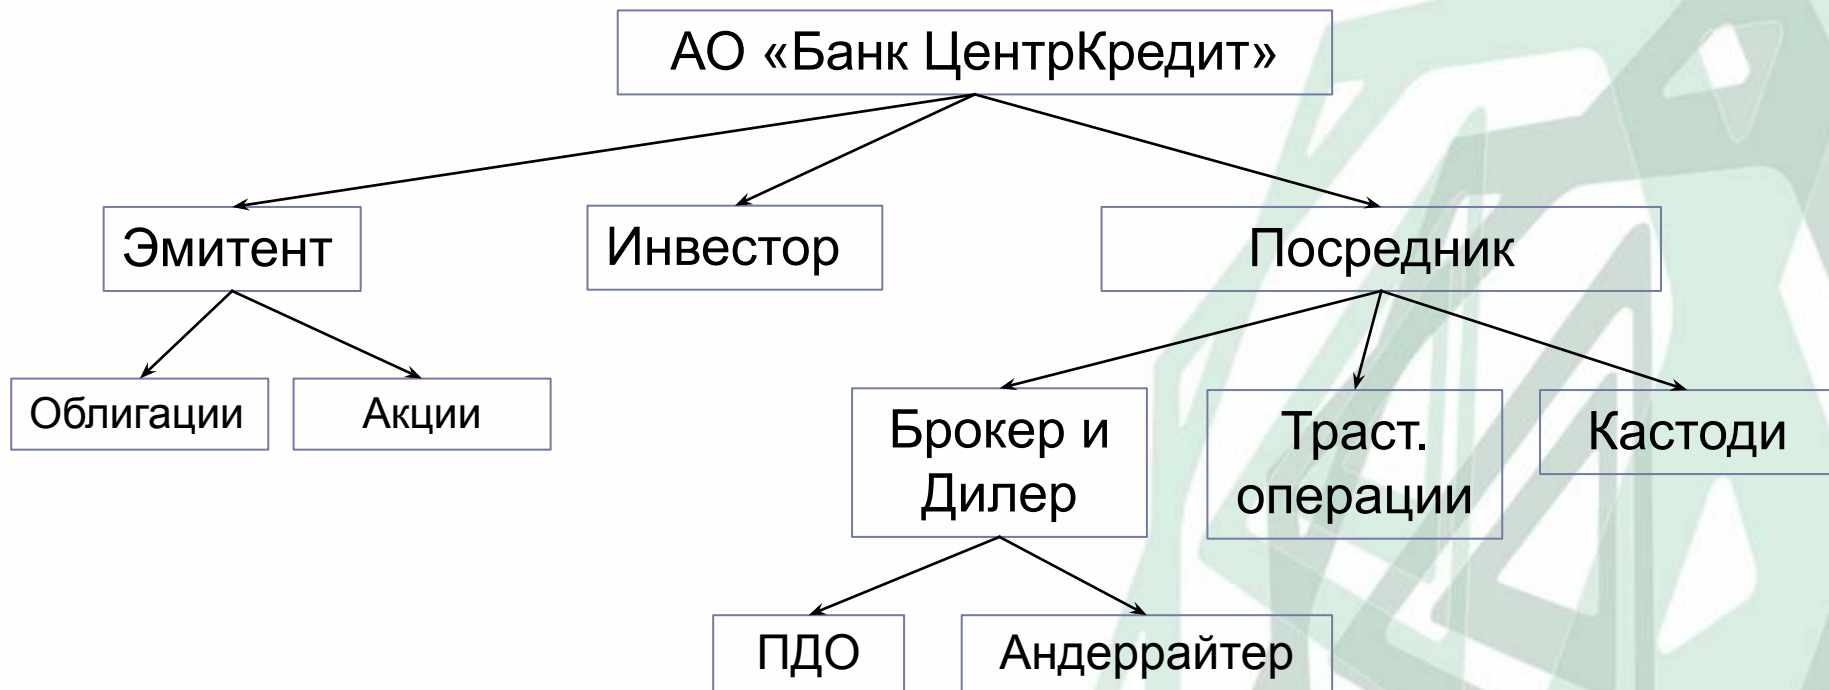 АО «Банк ЦентрКредит»
Эмитент
Инвестор
Посредник
Облигации
Акции
Брокер и
Дилер
Траст.
операции
Кастоди
ПДО
Андеррайтер